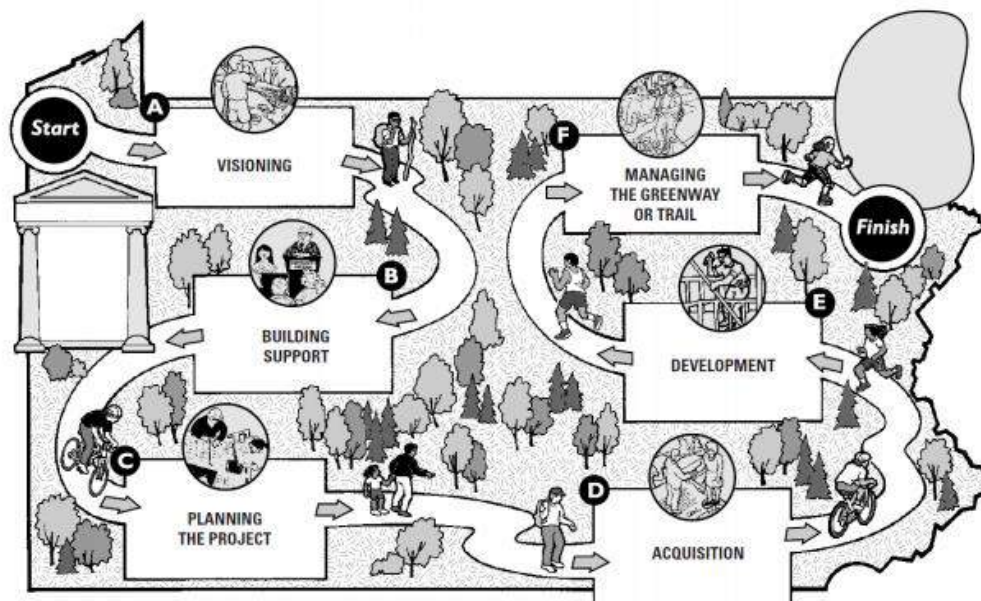 Start
A
VISIONING
B
BUILDING
SUPPORT
C
PLANNING
THE PROJECT
D
ACQUISITION
E
DEVELOPMENT
F
MANAGING
THE GREENWAY
OR TRAIL
Finish